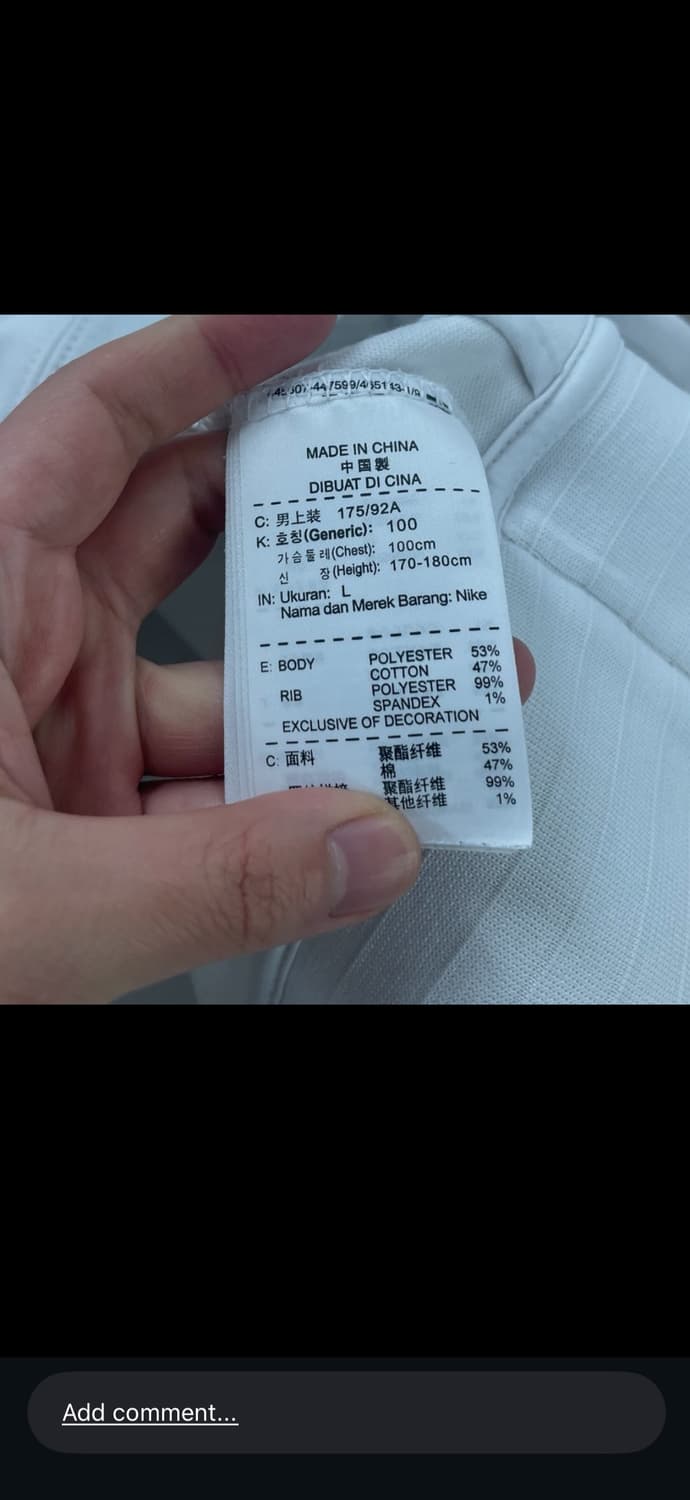 MADE IN CHINA
中国製
DIBUAT DI CINA
C: 男上装 175/92A
K: 호칭(Generic): 100
가슴둘레(Chest): 100cm
신 장(Height): 170-180cm
IN: Ukuran: L
Nama dan Merek Barang: Nike
E: BODY POLYESTER 53%
COTTON 47%
RIB POLYESTER 99%
SPANDEX 1%
EXCLUSIVE OF DECORATION
C: 面料 聚酯纤维 53%
棉 47%
聚酯纤维 99%
其他纤维 1%
Add comment...